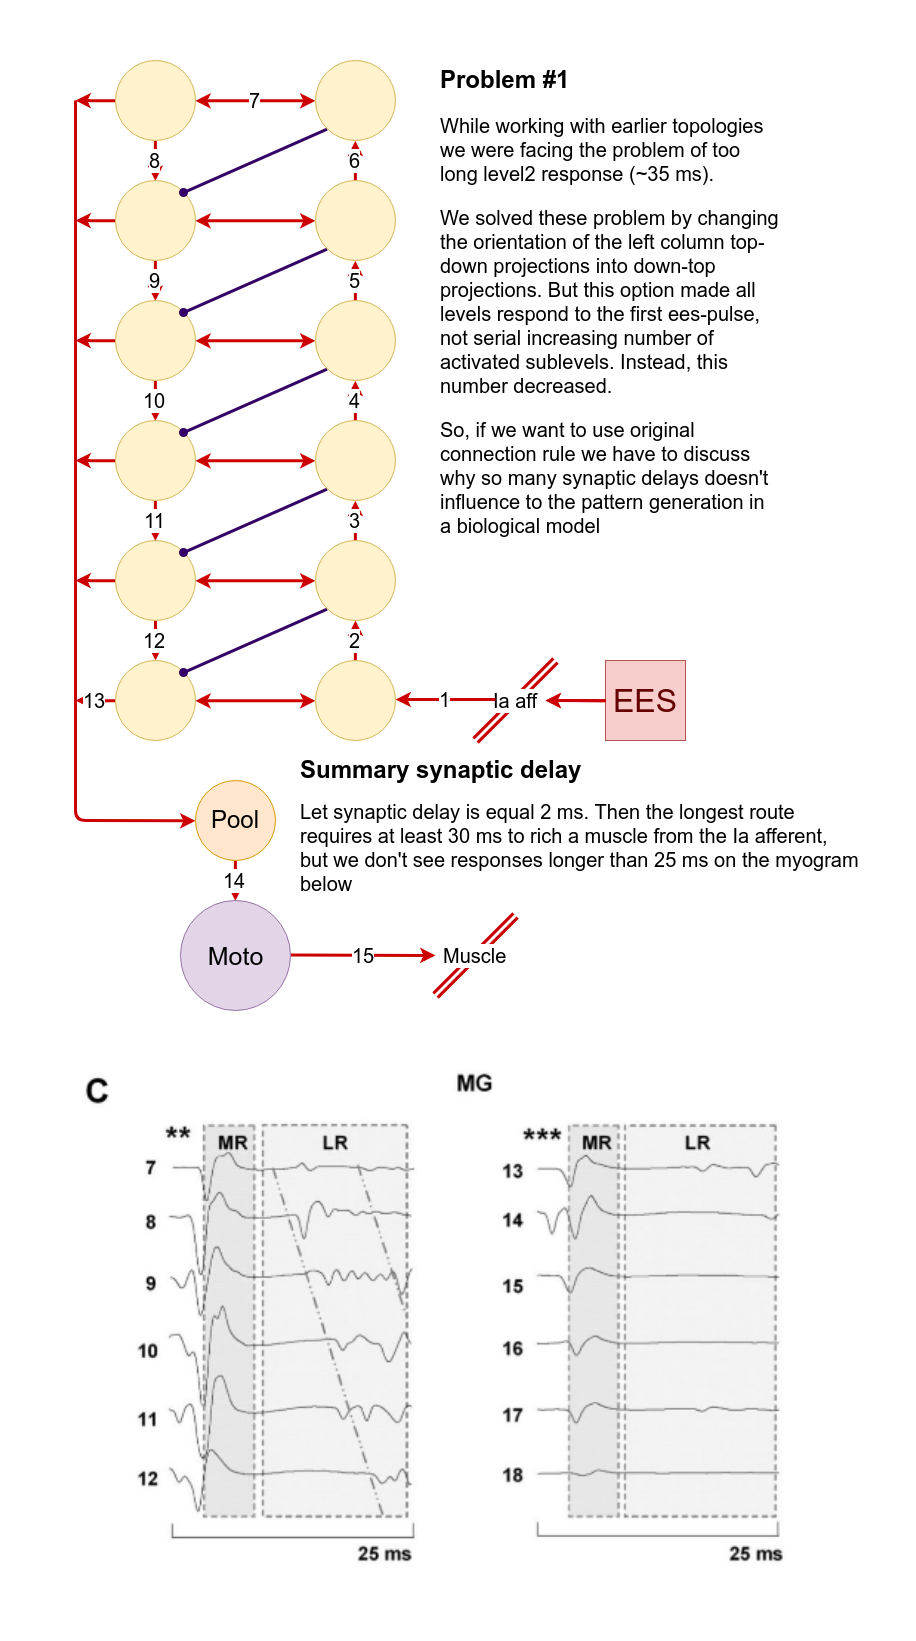 Problem #1
While working with earlier topologies
we were facing the problem of too
long level2 response (~35 ms).
We solved these problem by changing
the orientation of the left column top-
down projections into down-top
projections. But this option made all
levels respond to the first ees-pulse,
not serial increasing number of
activated sublevels. Instead, this
number decreased.
So, if we want to use original
connection rule we have to discuss
why so many synaptic delays doesn't
influence to the pattern generation in
a biological model
7
8
6
9
5
10
4
11
3
12
2
13
1
Ia aff
EES
Summary synaptic delay
Let synaptic delay is equal 2 ms. Then the longest route
requires at least 30 ms to rich a muscle from the Ia afferent,
but we don't see responses longer than 25 ms on the myogram
below
Pool
14
Moto
15
Muscle
C
MG
**
MR
LR
7
8
9
10
11
12
25 ms
***
MR
LR
13
14
15
16
17
18
25 ms